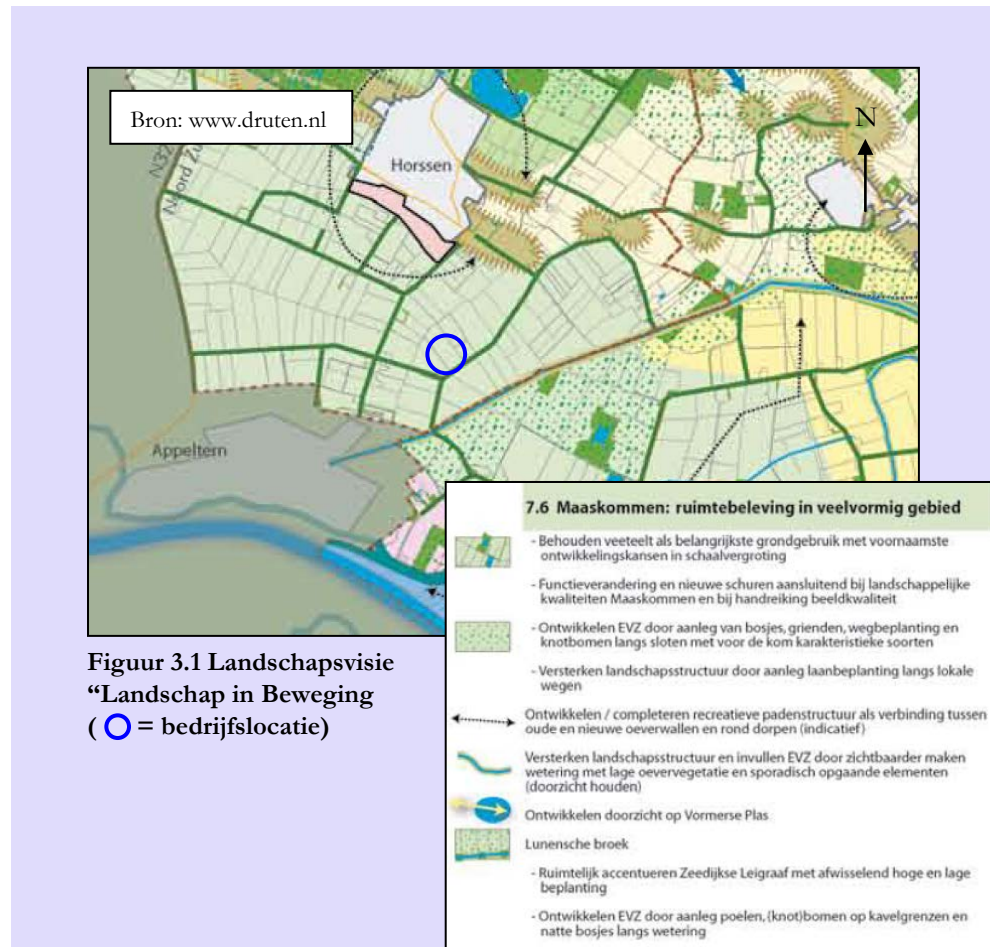 Bron: www.druten.nl
N
N32
Noord Zu
Horssen
Appeltern
7.6 Maaskommen: ruimtebeleving in veelvormig gebied
- Behouden veeteelt als belangrijkste grondgebruik met voornaamste
ontwikkelingskansen in schaalvergroting
- Functieverandering en nieuwe schuren aansluitend bij landschappelijke
kwaliteiten Maaskommen en bij handreiking beeldkwaliteit
- Ontwikkelen EVZ door aanleg van bosjes, grienden, wegbeplanting en
knotbomen langs sloten met voor de kom karakteristieke soorten
- Versterken landschapsstructuur door aanleg laanbeplanting langs lokale
wegen
Ontwikkelen / completeren recreatieve padenstructuur als verbinding tussen
oude en nieuwe oeverwallen en rond dorpen (indicatief)
Versterken landschapsstructuur en invullen EVZ door zichtbaarder maken
wetering met lage oevervegetatie en sporadisch opgaande elementen
(doorzicht houden)
Ontwikkelen doorzicht op Vormerse Plas
Lunensche broek
- Ruimtelijk accentueren Zeedijkse Leigraaf met afwisselend hoge en lage
beplanting
- Ontwikkelen EVZ door aanleg poelen, (knot)bomen op kavelgrenzen en
natte bosjes langs wetering
Figuur 3.1 Landschapsvisie
“Landschap in Beweging
( = bedrijfslocatie)